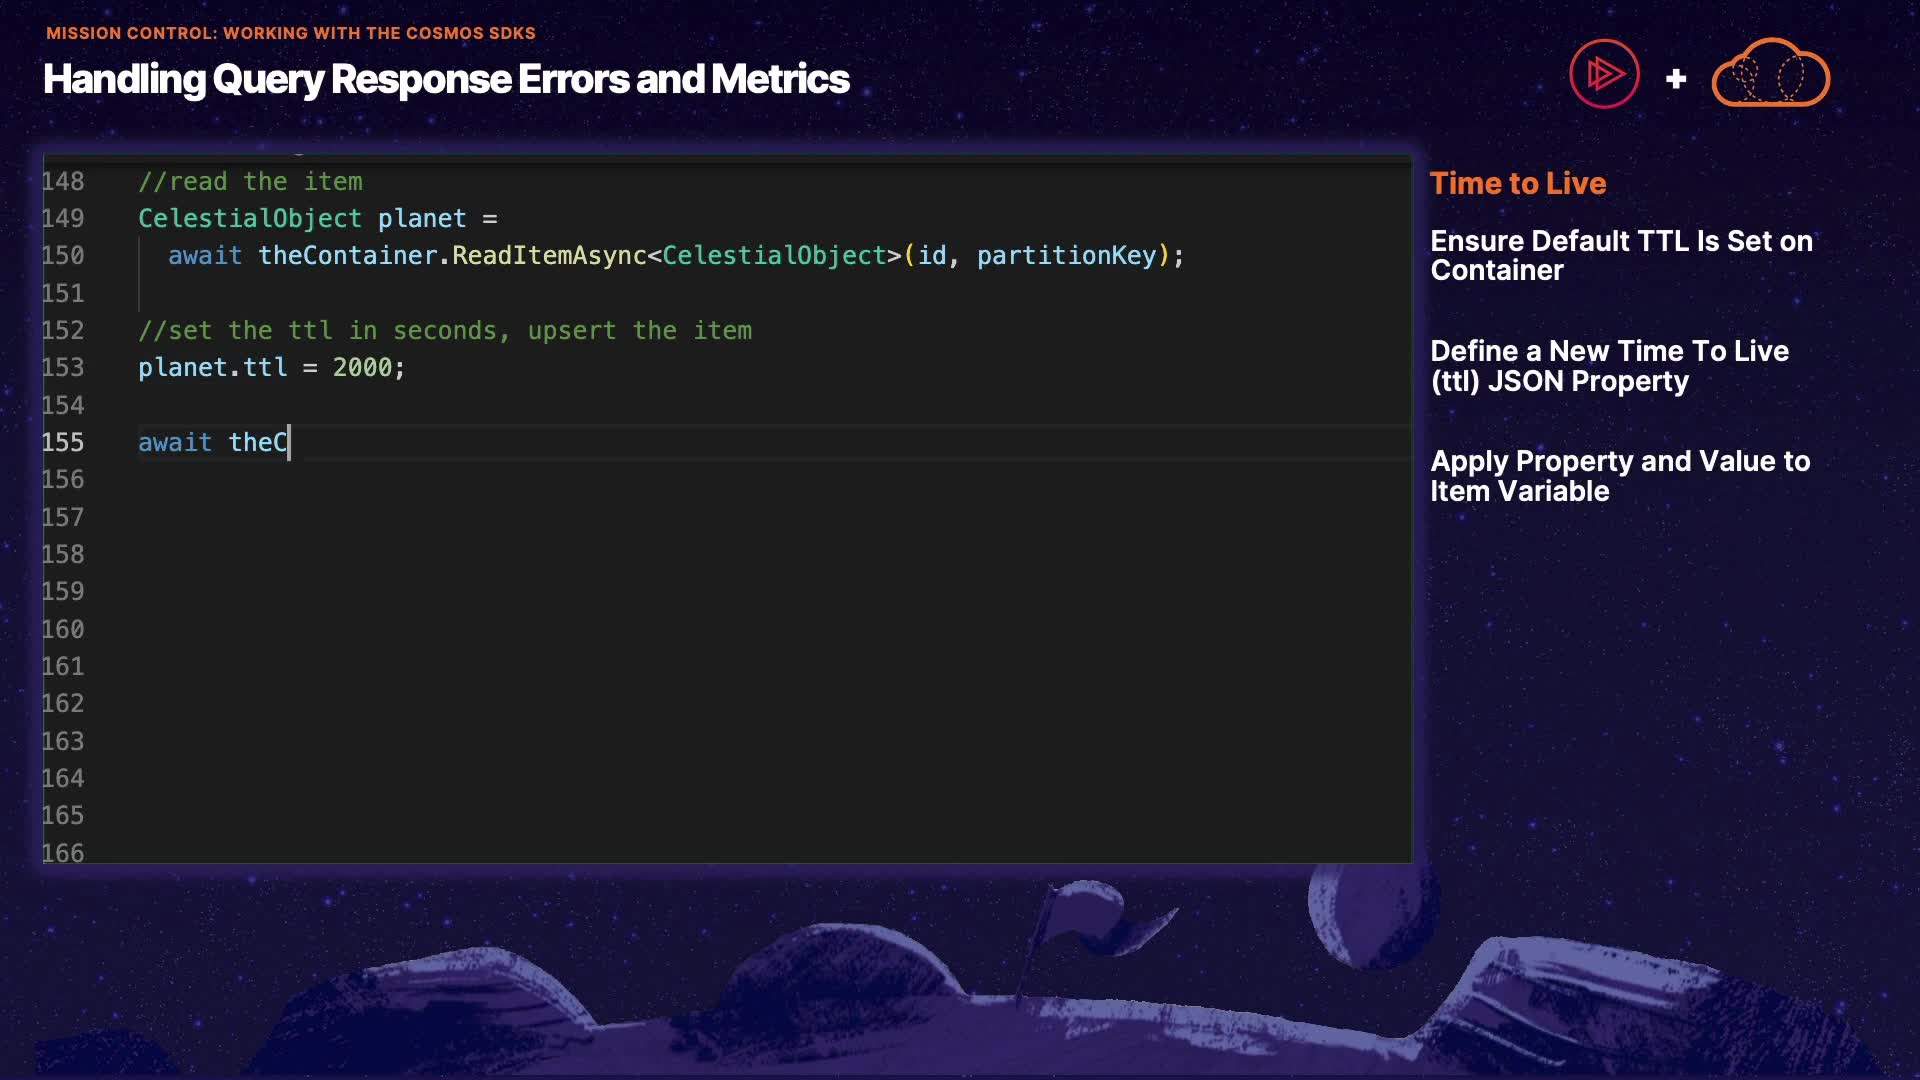 MISSION CONTROL: WORKING WITH THE COSMOS SDKS
Handling Query Response Errors and Metrics
148 //read the item
149 CelestialObject planet =
150 await theContainer.ReadItemAsync<CelestialObject>(id, partitionKey);
151
152 //set the ttl in seconds, upsert the item
153 planet.ttl = 2000;
154
155 await theC
156
157
158
159
160
161
162
163
164
165
166
Time to Live
Ensure Default TTL Is Set on
Container
Define a New Time To Live
(ttl) JSON Property
Apply Property and Value to
Item Variable